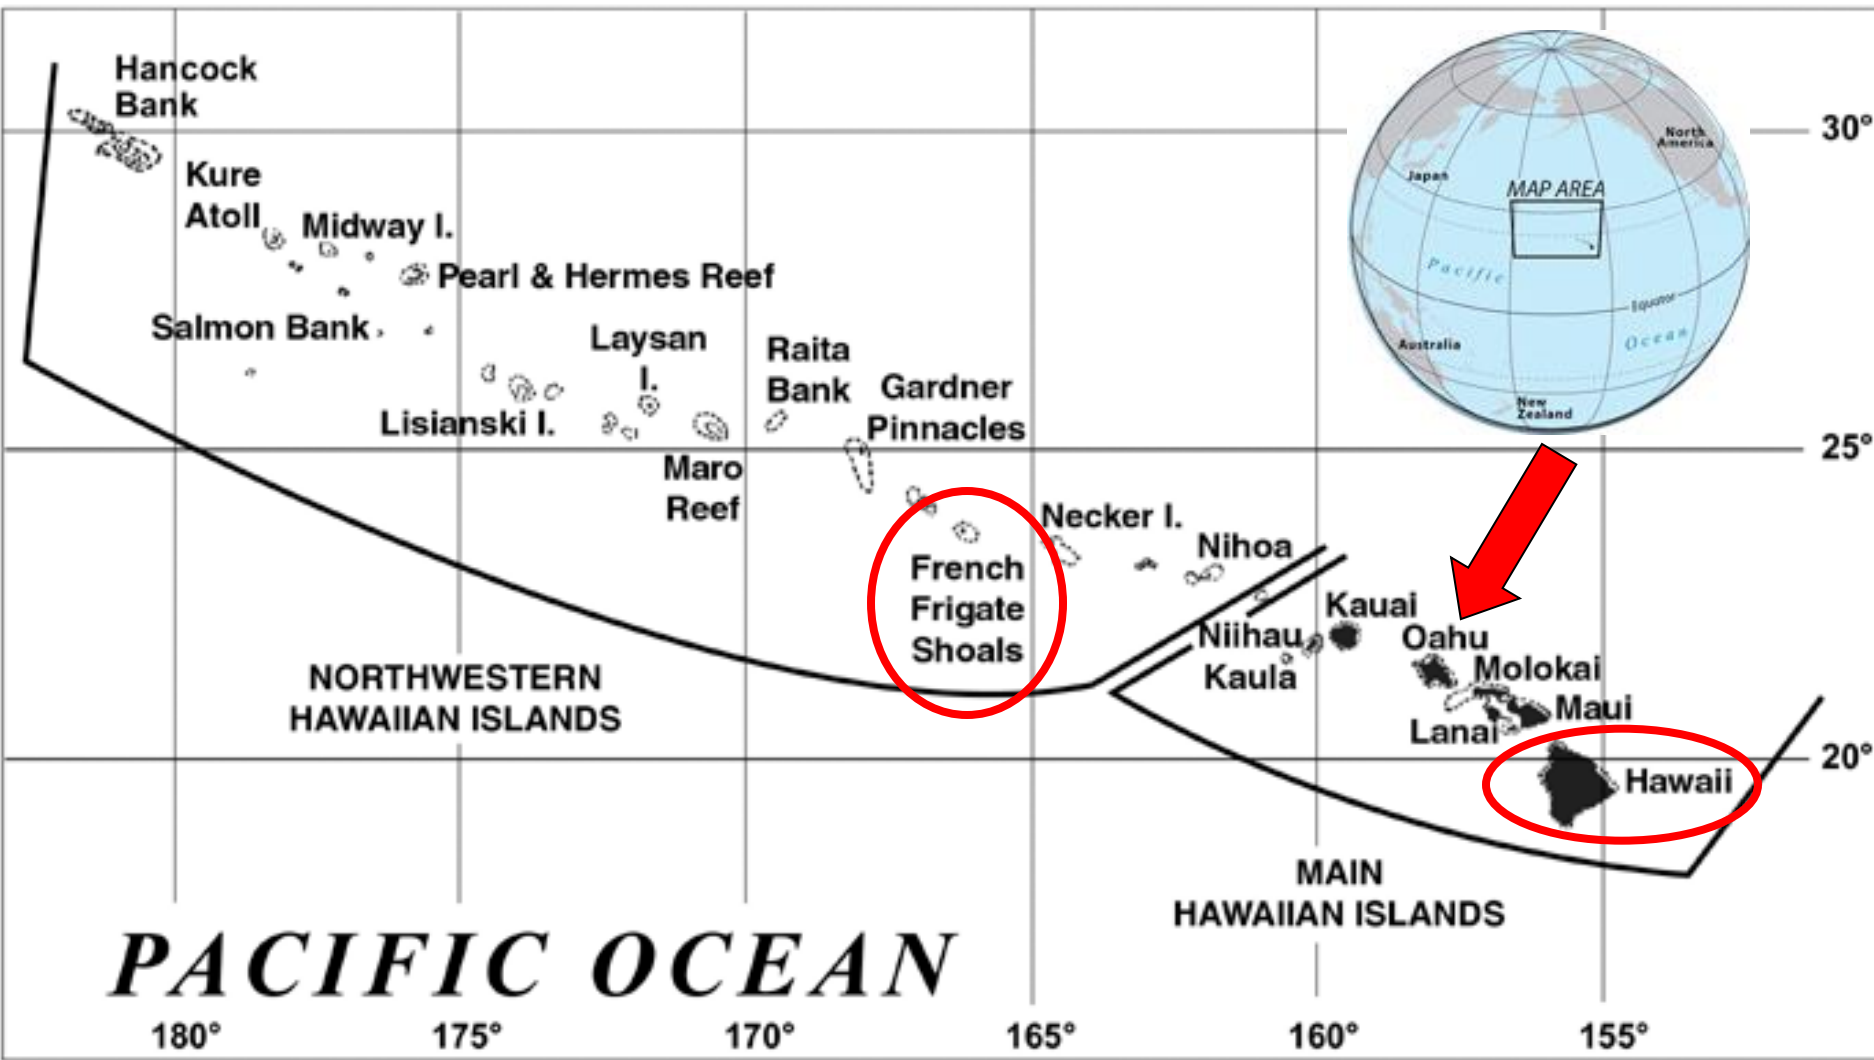 Hancock
Bank
30°
North
America
Japan
Kure
Atoll
MAP AREA
Midway I.
Pearl & Hermes Reef
Pacific
Equator
Salmon Bank
Laysan
I.
Raita
Bank
Ocean
Australia
Gardner
Pinnacles
New
Zealand
Lisianski I.
25°
Maro
Reef
Necker I.
Nihoa
French
Frigate
Shoals
Kauai
Niihau
Oahu
Kaula
Molokai
NORTHWESTERN
HAWAIIAN ISLANDS
Maui
Lanai
20°
Hawaii
MAIN
HAWAIIAN ISLANDS
PACIFIC OCEAN
180° 175° 170° 165° 160° 155°